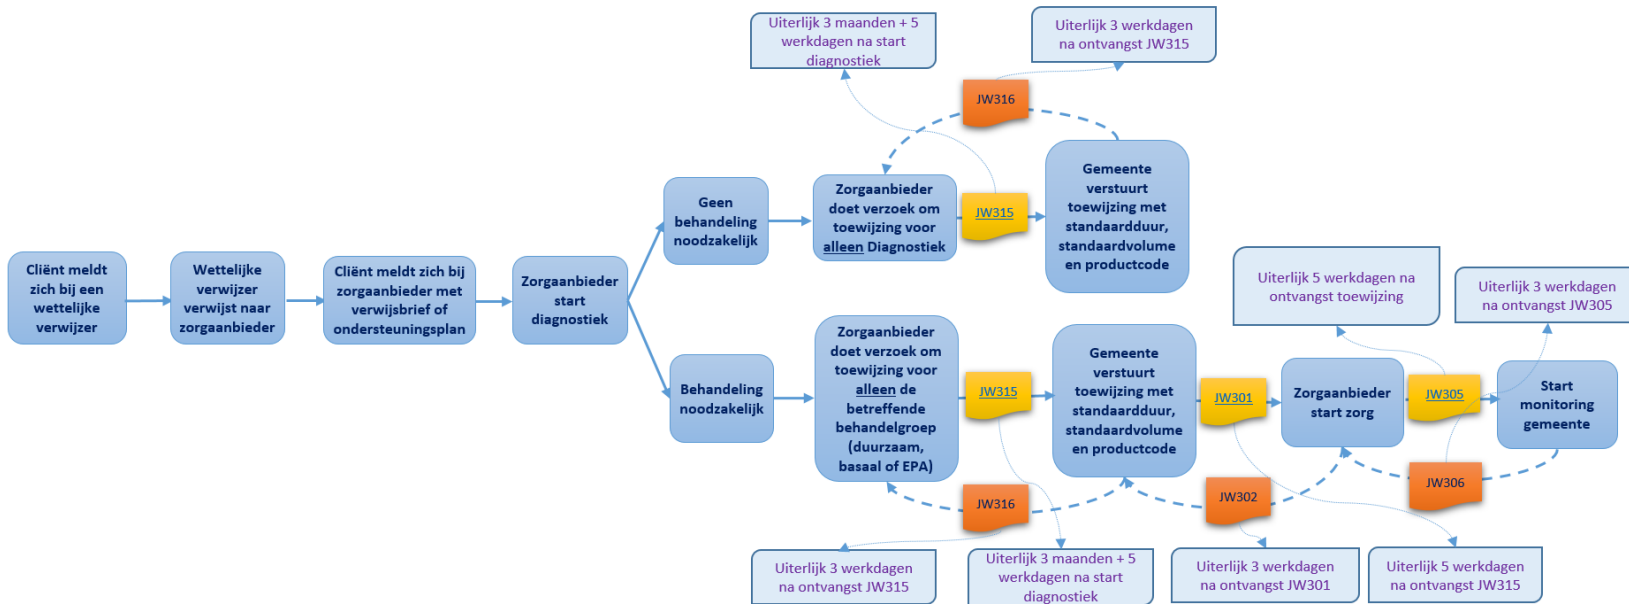 Uiterlijk 3 maanden + 5
werkdagen na start
diagnostiek
Uiterlijk 3 werkdagen
na ontvangst JW315
JW316
Geen
behandeling
noodzakelijk
Zorgaanbieder
doet verzoek om
toewijzing voor
alleen Diagnostiek
JW315
Gemeente
verstuurt
toewijzing met
standaardduur,
standaardvolume
en productcode
Cliënt meldt
zich bij een
wettelijke
verwijzer
Wettelijke
verwijzer
verwijst naar
zorgaanbieder
Cliënt meldt zich bij
zorgaanbieder met
verwijsbrief of
ondersteuningsplan
Zorgaanbieder
start
diagnostiek
Behandeling
noodzakelijk
Zorgaanbieder
doet verzoek om
toewijzing voor
alleen de
betreffende
behandelgroep
(duurzaam,
basaal of EPA)
JW315
Gemeente
verstuurt
toewijzing met
standaardduur,
standaardvolume
en productcode
JW301
Zorgaanbieder
start zorg
JW305
Start
monitoring
gemeente
Uiterlijk 5 werkdagen na
ontvangst toewijzing
Uiterlijk 3 werkdagen
na ontvangst JW305
JW316
JW302
JW306
Uiterlijk 3 werkdagen
na ontvangst JW315
Uiterlijk 3 maanden + 5
werkdagen na start
diagnostiek
Uiterlijk 3 werkdagen
na ontvangst JW301
Uiterlijk 5 werkdagen
na ontvangst JW315